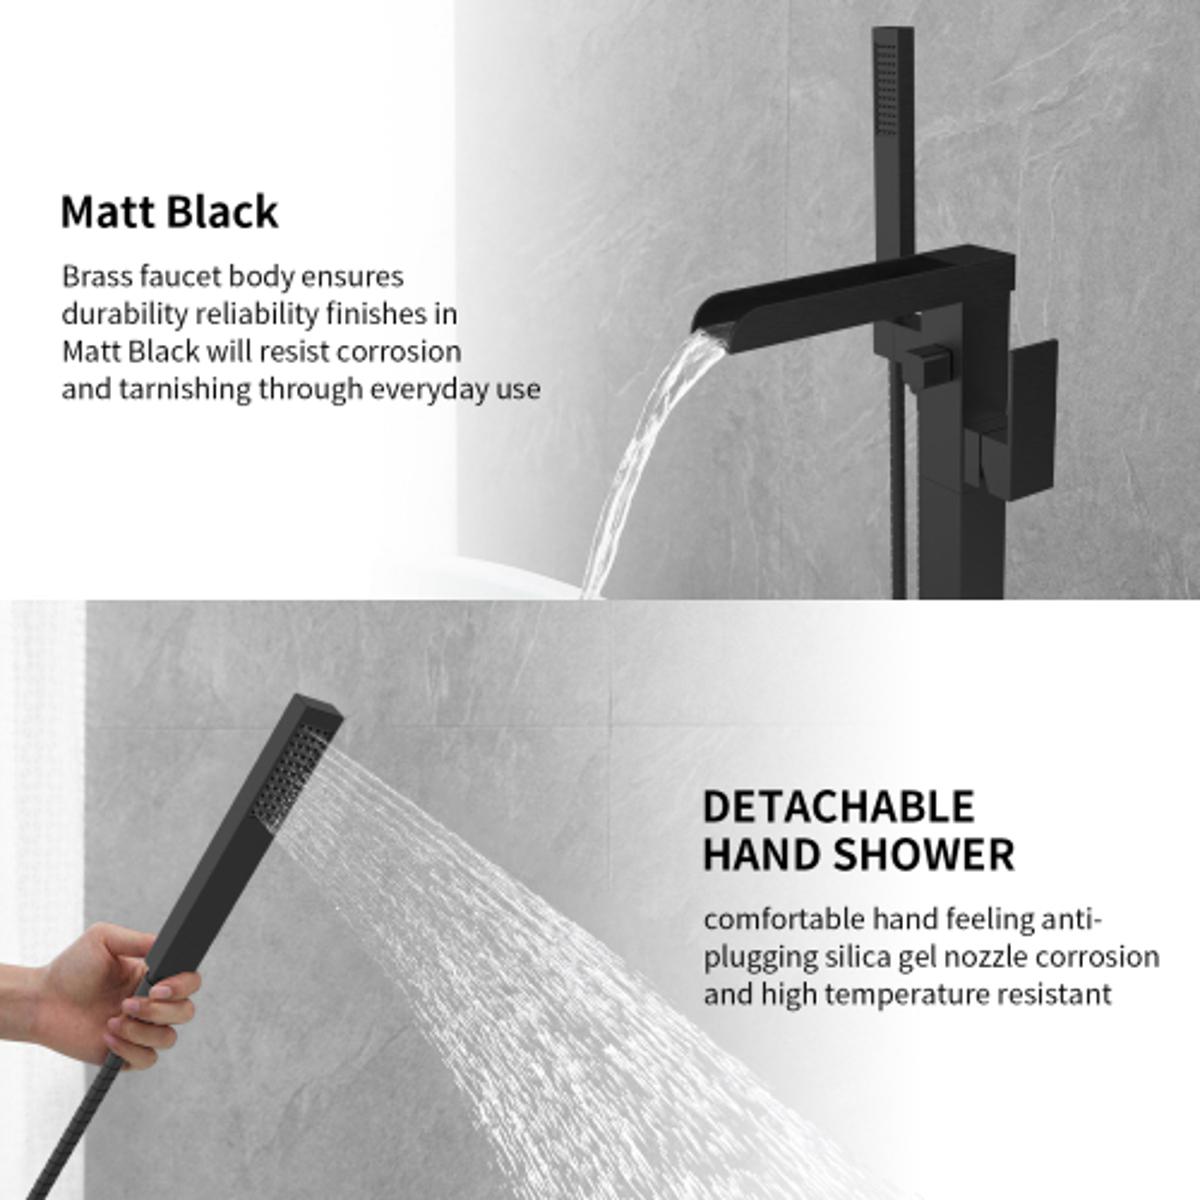 Matt Black
Brass faucet body ensures
durability reliability finishes in
Matt Black will resist corrosion
and tarnishing through everyday use
DETACHABLE
HAND SHOWER
comfortable hand feeling anti-
plugging silica gel nozzle corrosion
and high temperature resistant